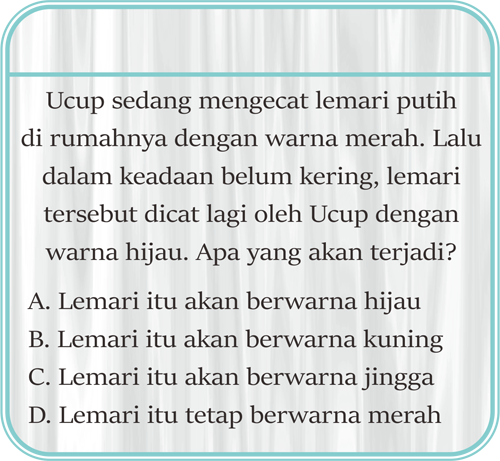 Ucup sedang mengecat lemari putih
di rumahnya dengan warna merah. Lalu
dalam keadaan belum kering, lemari
tersebut dicat lagi oleh Ucup dengan
warna hijau. Apa yang akan terjadi?
A. Lemari itu akan berwarna hijau
B. Lemari itu akan berwarna kuning
C. Lemari itu akan berwarna jingga
D. Lemari itu tetap berwarna merah